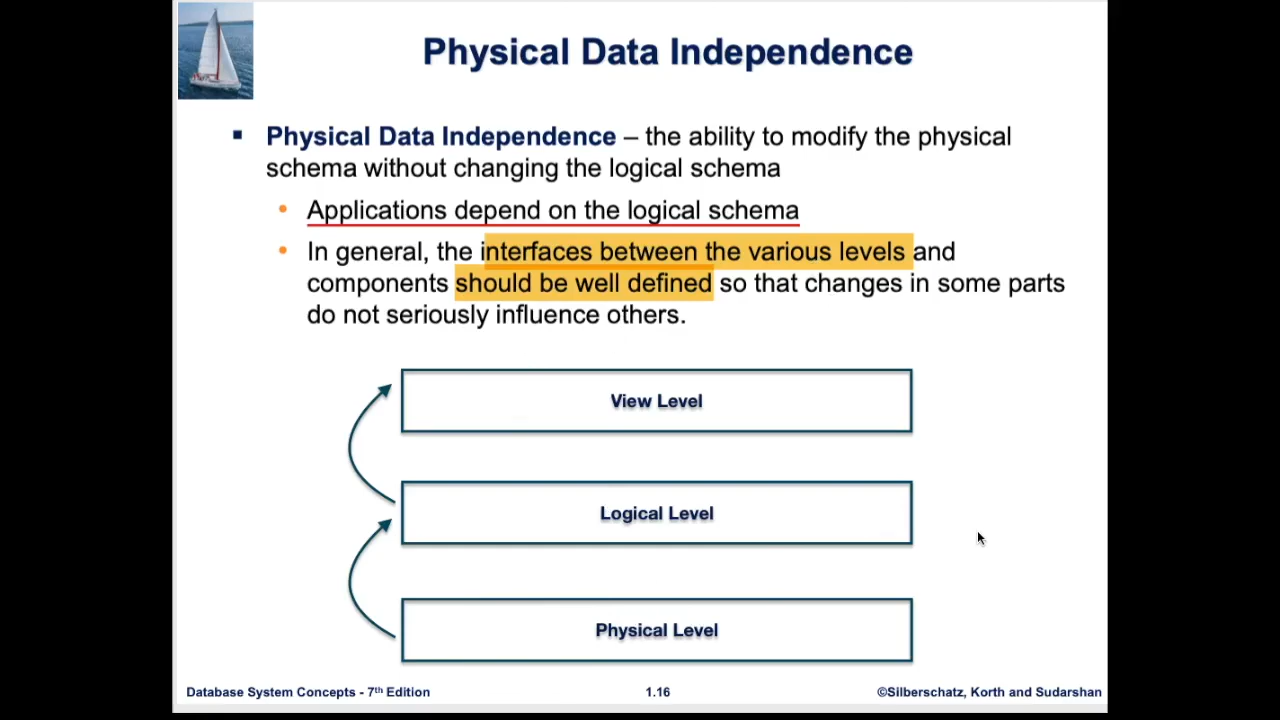 Physical Data Independence
▪ Physical Data Independence – the ability to modify the physical
schema without changing the logical schema
• Applications depend on the logical schema
• In general, the interfaces between the various levels and
components should be well defined so that changes in some parts
do not seriously influence others.
View Level
Logical Level
Physical Level
Database System Concepts - 7th Edition
1.16
©Silberschatz, Korth and Sudarshan